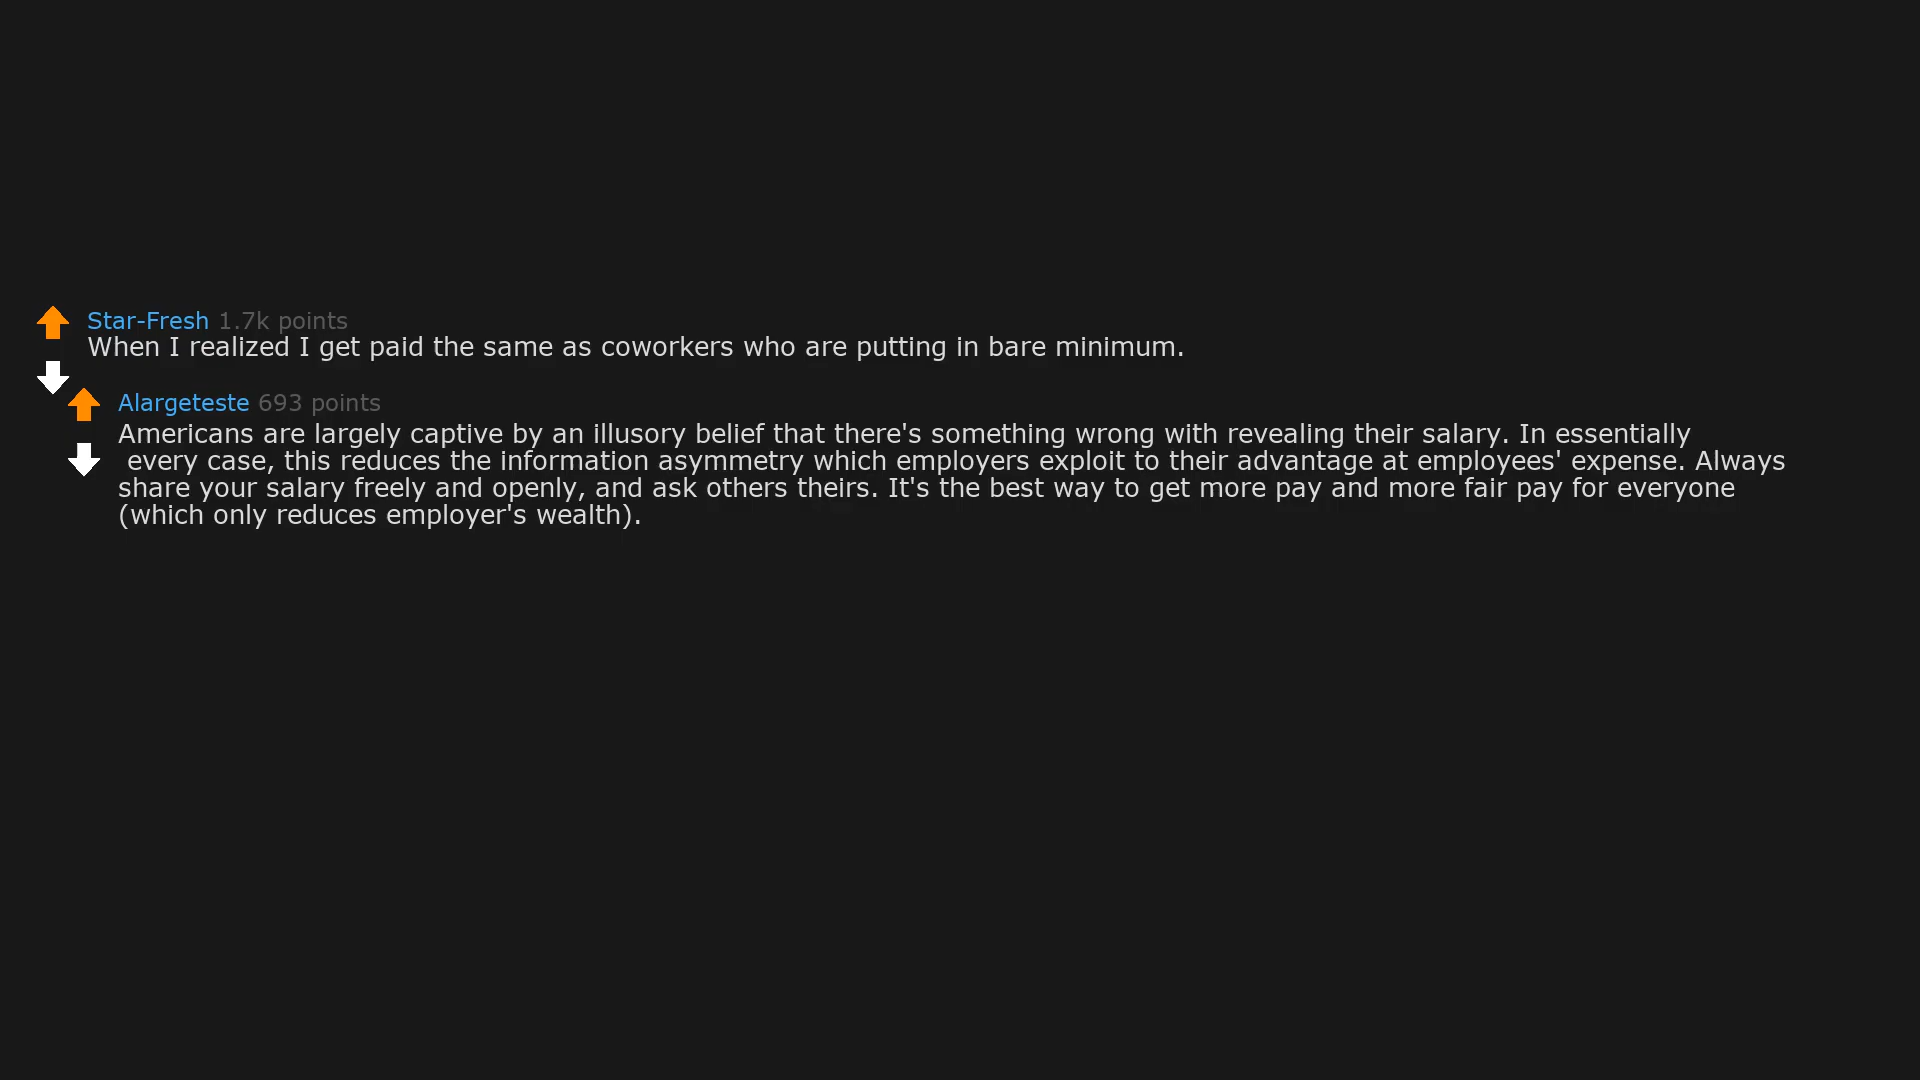 Star-Fresh 1.7k points
When I realized I get paid the same as coworkers who are putting in bare minimum.
Alargeteste 693 points
Americans are largely captive by an illusory belief that there's something wrong with revealing their salary. In essentially
every case, this reduces the information asymmetry which employers exploit to their advantage at employees' expense. Always
share your salary freely and openly, and ask others theirs. It's the best way to get more pay and more fair pay for everyone
(which only reduces employer's wealth).